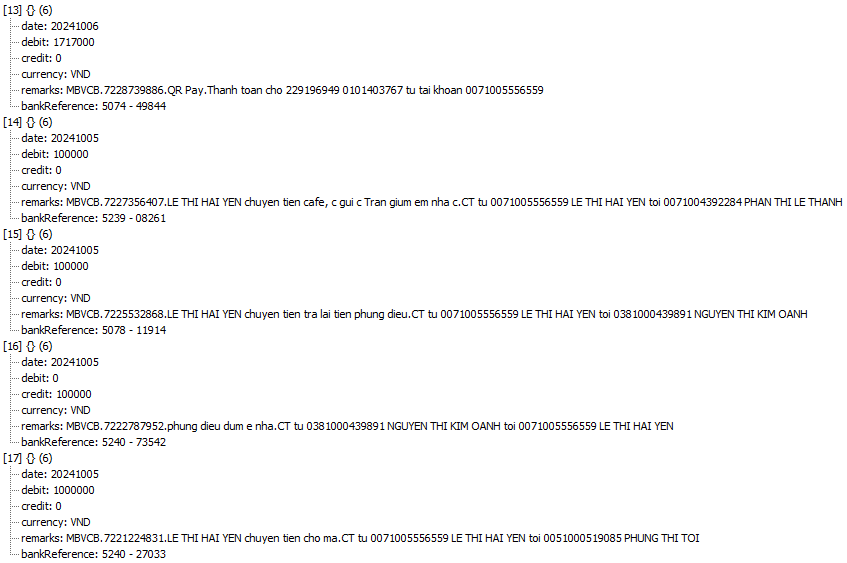 [13] {} (6)
date: 20241006
debit: 1717000
credit: 0
currency: VND
remarks: MBVCB.7228739886.QR Pay.Thanh toan cho 229196949 0101403767 tu tai khoan 0071005556559
bankReference: 5074 - 49844
[14] {} (6)
date: 20241005
debit: 100000
credit: 0
currency: VND
remarks: MBVCB.7227356407.LE THI HAI YEN chuyen tien cafe, c gui c Tran gium em nha c.CT tu 0071005556559 LE THI HAI YEN toi 0071004392284 PHAN THI LE THANH
bankReference: 5239 - 08261
[15] {} (6)
date: 20241005
debit: 100000
credit: 0
currency: VND
remarks: MBVCB.7225532868.LE THI HAI YEN chuyen tien tra lai tien phung dieu.CT tu 0071005556559 LE THI HAI YEN toi 0381000439891 NGUYEN THI KIM OANH
bankReference: 5078 - 11914
[16] {} (6)
date: 20241005
debit: 0
credit: 100000
currency: VND
remarks: MBVCB.7222787952.phung dieu dum e nha.CT tu 0381000439891 NGUYEN THI KIM OANH toi 0071005556559 LE THI HAI YEN
bankReference: 5240 - 73542
[17] {} (6)
date: 20241005
debit: 1000000
credit: 0
currency: VND
remarks: MBVCB.7221224831.LE THI HAI YEN chuyen tien cho ma.CT tu 0071005556559 LE THI HAI YEN toi 0051000519085 PHUNG THI TOI
bankReference: 5240 - 27033